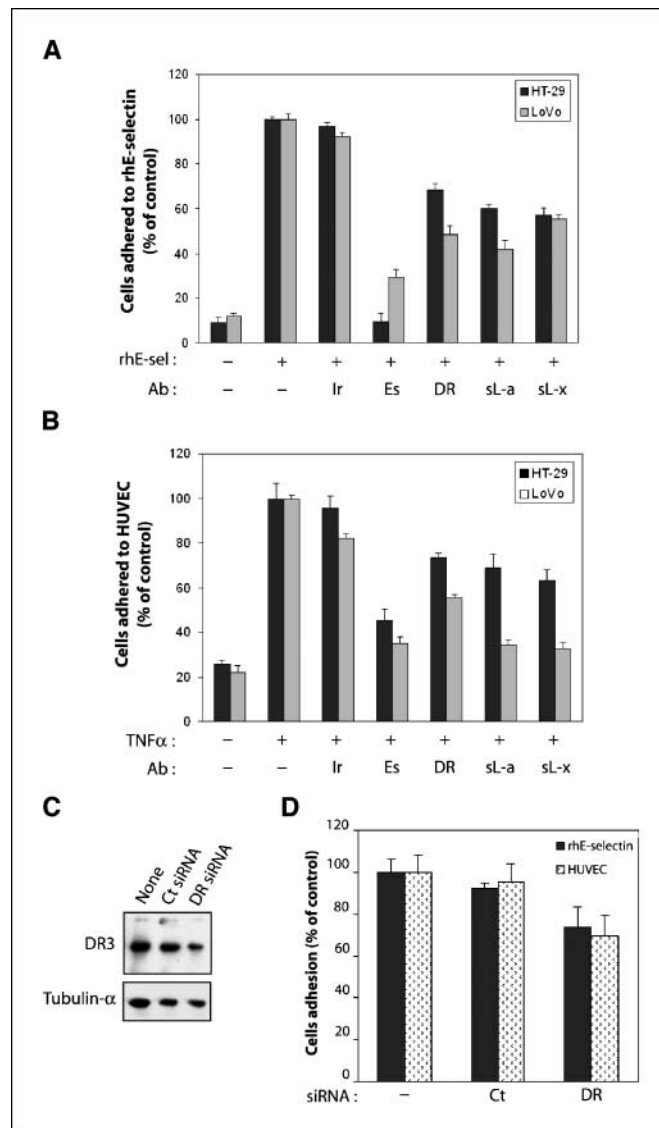 A
Cells adhered to rhE-selectin
(% of control)
120
100
80
60
40
20
0
HT-29
LoVo
rhE-sel : – + + + + + +
Ab : – – Ir Es DR sL-a sL-x
B
Cells adhered to HUVEC
(% of control)
120
100
80
60
40
20
0
HT-29
LoVo
TNFα : – + + + + + +
Ab : – – Ir Es DR sL-a sL-x
C
None
Ct siRNA
DR siRNA
DR3
Tubulin-α
D
Cells adhesion (% of control)
120
100
80
60
40
20
0
rhE-selectin
HUVEC
siRNA : – Ct DR